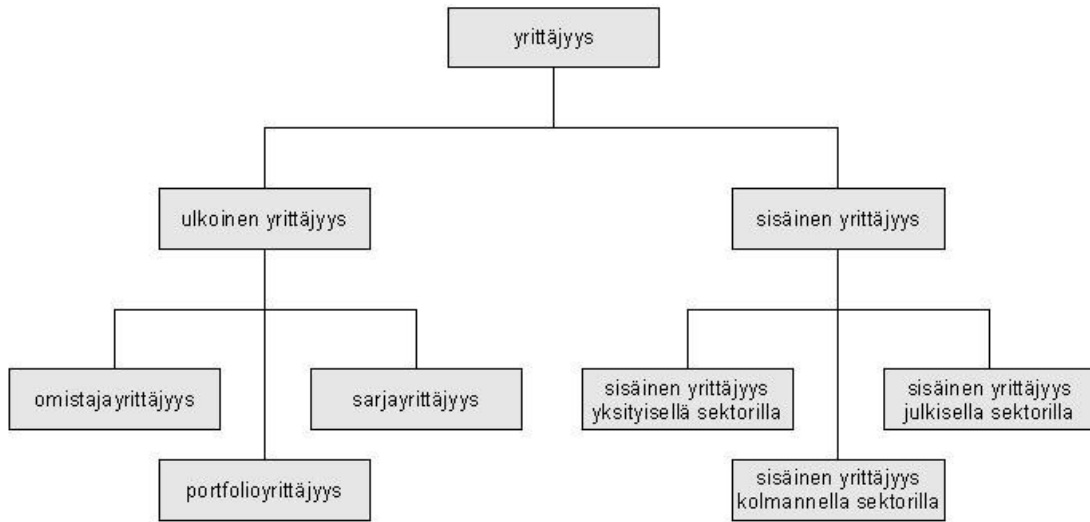 yrittäjyys
ulkoinen yrittäjyys
sisäinen yrittäjyys
omistajayrittäjyys
sarjayrittäjyys
sisäinen yrittäjyys
yksityisellä sektorilla
sisäinen yrittäjyys
julkisella sektorilla
portfolioyrittäjyys
sisäinen yrittäjyys
kolmannella sektorilla